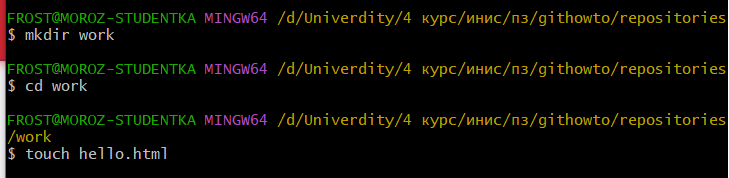 FROST@MOROZ-STUDENTKA MINGW64 /d/Univerdity/4 курс/инис/пз/githowto/repositories
$ mkdir work
FROST@MOROZ-STUDENTKA MINGW64 /d/Univerdity/4 курс/инис/пз/githowto/repositories
$ cd work
FROST@MOROZ-STUDENTKA MINGW64 /d/Univerdity/4 курс/инис/пз/githowto/repositories
/work
$ touch hello.html